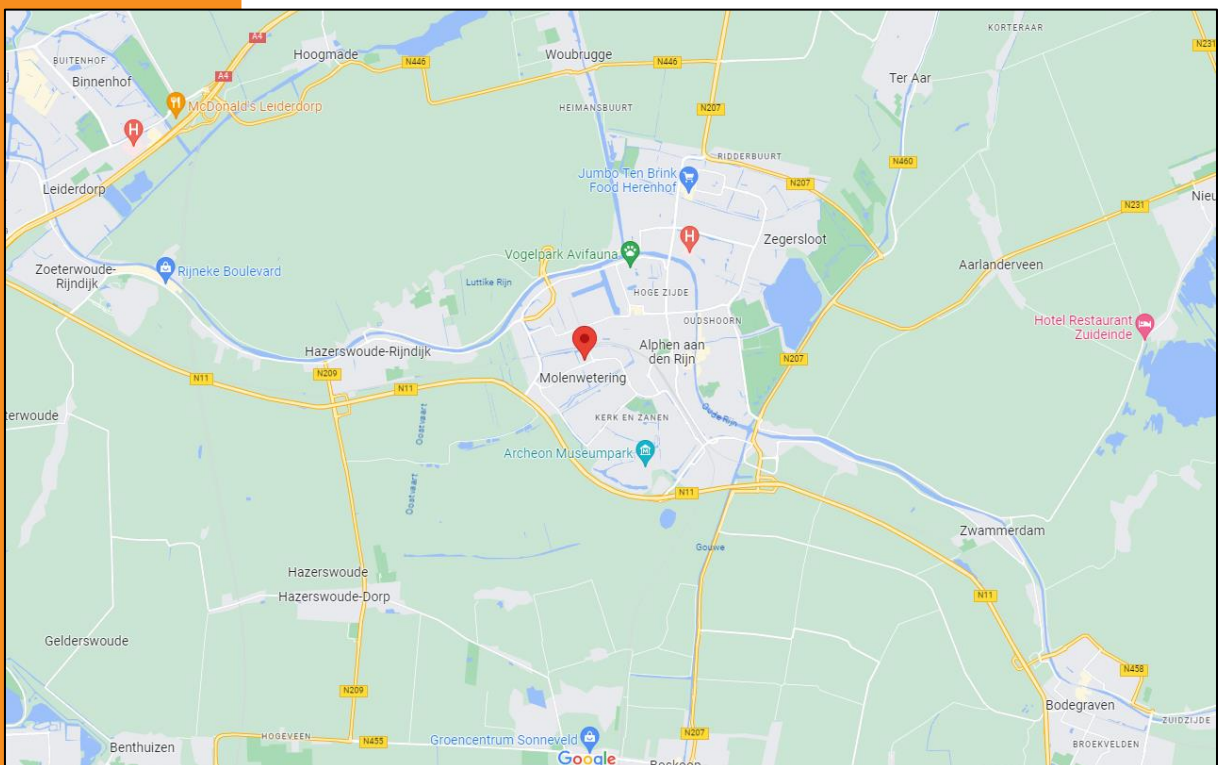 KORTERAAR
A4
Hoogmade
Woubrugge
N231
BUITENHOF
N446
N446
A4
Binnenhof
Ter Aar
McDonald's Leiderdorp
HEIMANSBUURT
N207
H
RIDDERBUURT
N460
Jumbo Ten Brink
Food Herenhof
N207
Leiderdorp
Nieu
N231
H
Zegersloot
Vogelpark Avifauna
Zoeterwoude-
Rijndijk
Rijneke Boulevard
Aarlanderveen
Luttike Rijn
HOGE ZIJDE
OUDSHOORN
Hotel Restaurant
Zuideinde
Hazerswoude-Rijndijk
Alphen aan
den Rijn
N207
N11
N209
Molenwetering
N11
terwoude
Oostvaart
KERK EN ZANEN
Oude Rijn
Archeon Museumpark
Oostvaart
N11
Zwammerdam
Gouwe
Hazerswoude
Hazerswoude-Dorp
N11
Gelderswoude
N458
N209
Bodegraven
ZUIDZIJDE
HOGEVEEN
N455
Groencentrum Sonneveld
N207
Benthuizen
BROEKVELDEN
Google
Boskoop